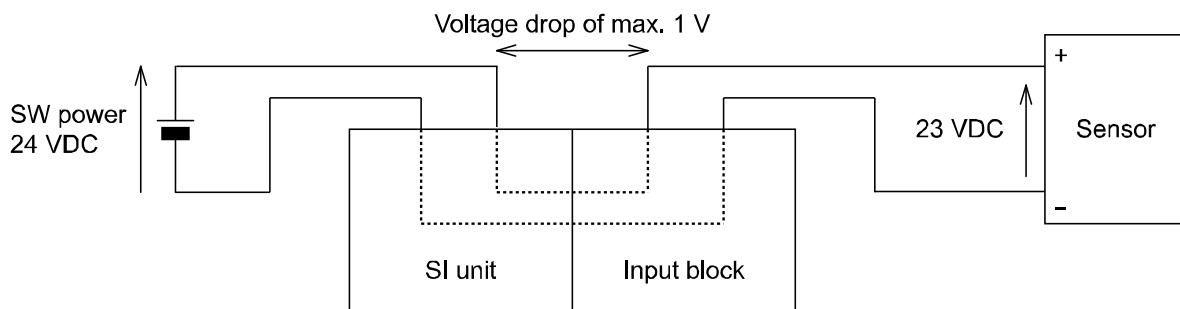 Voltage drop of max. 1 V
SW power
24 VDC
+
23 VDC
Sensor
–
SI unit
Input block